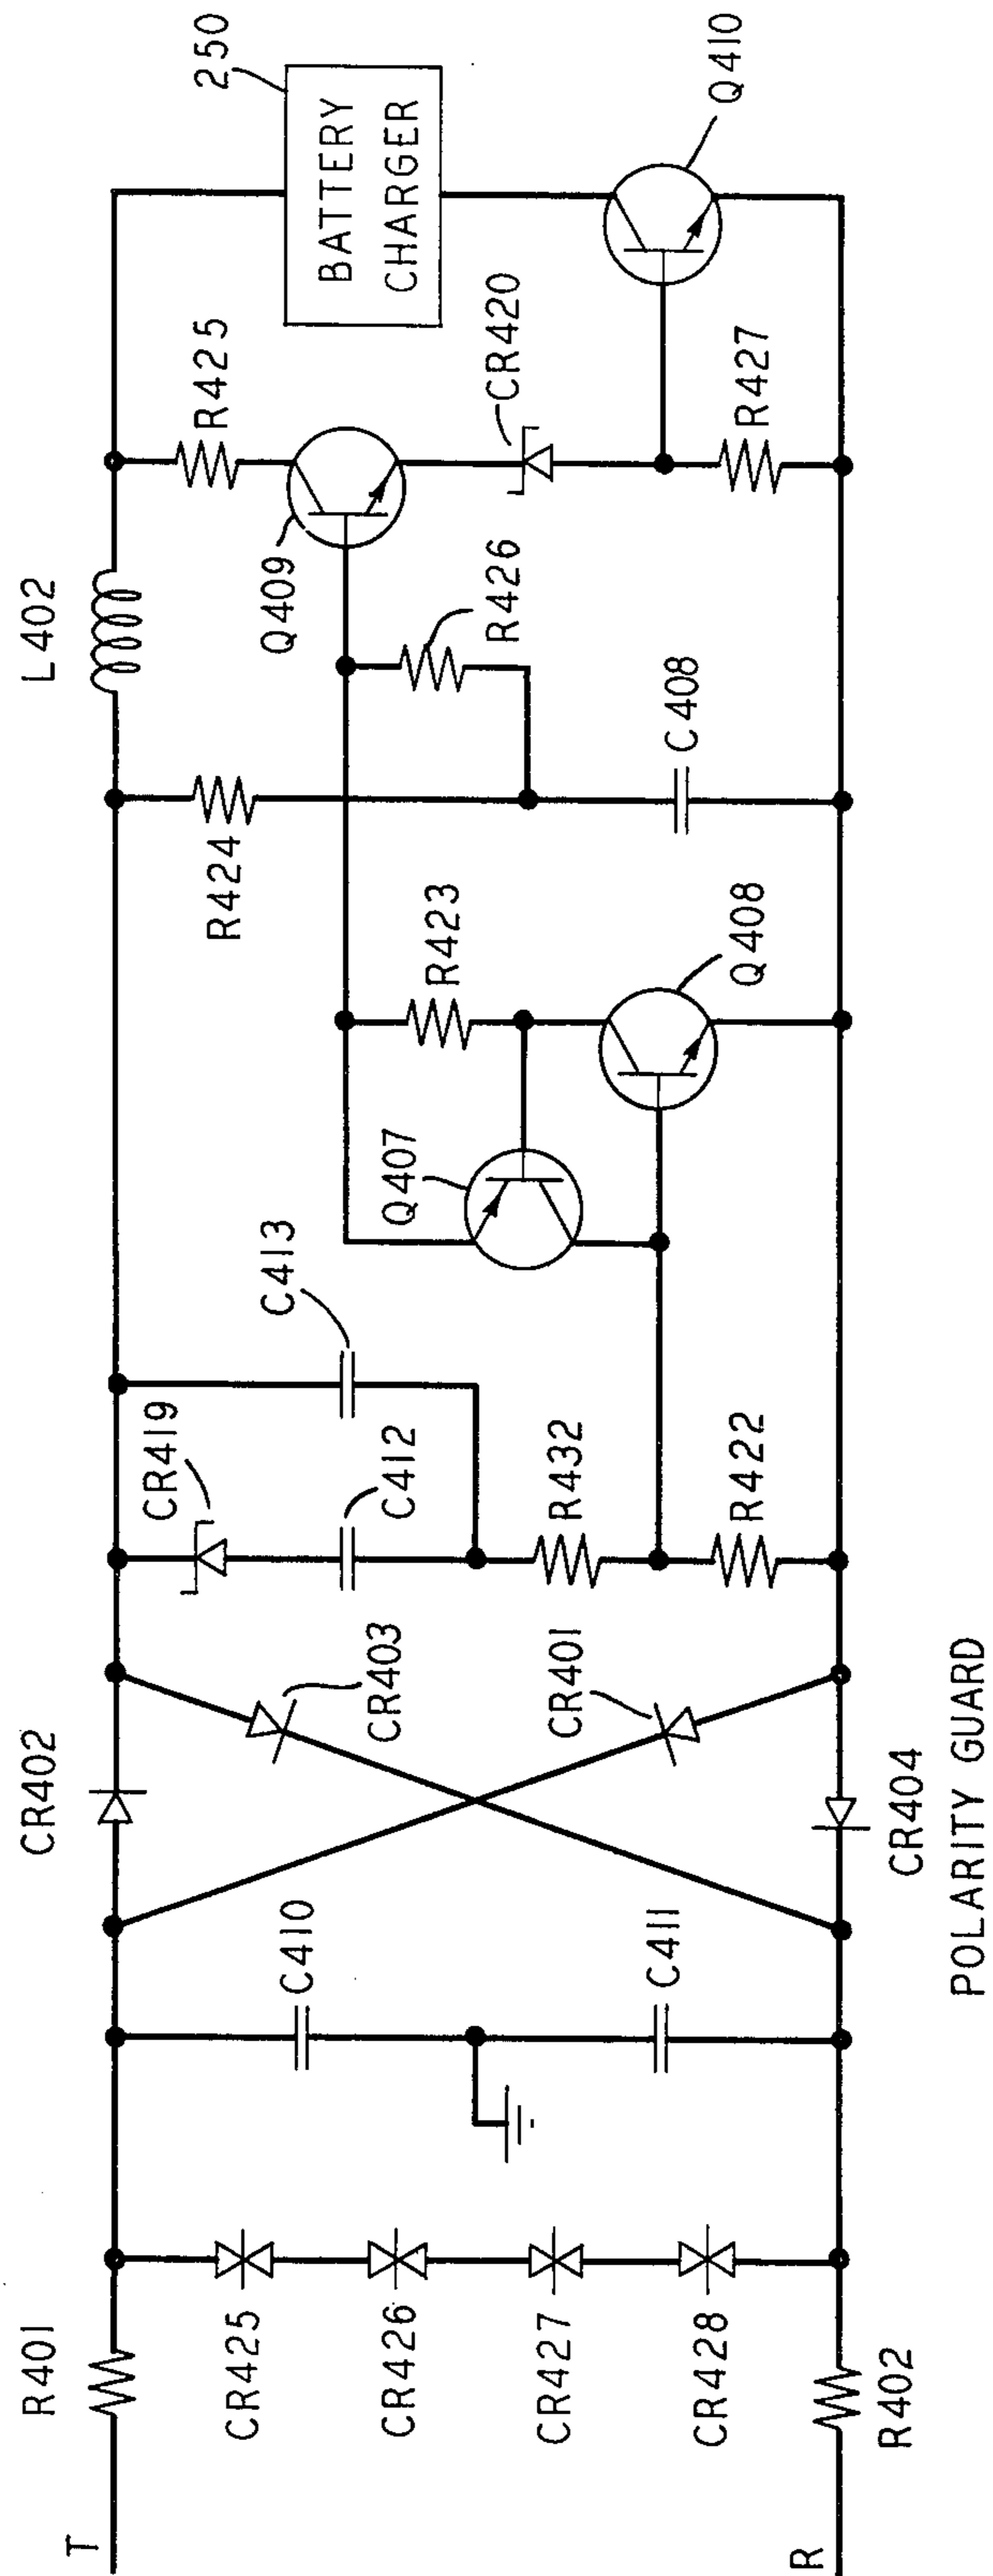 T
R401
CR425
CR426
CR427
CR428
R
R402
C410
C411
CR402
CR403
CR401
CR404
POLARITY GUARD
CR419
C412
C413
R432
R422
Q407
R423
Q408
R424
R426
C408
L402
Q409
R425
CR420
R427
250
BATTERY
CHARGER
Q410